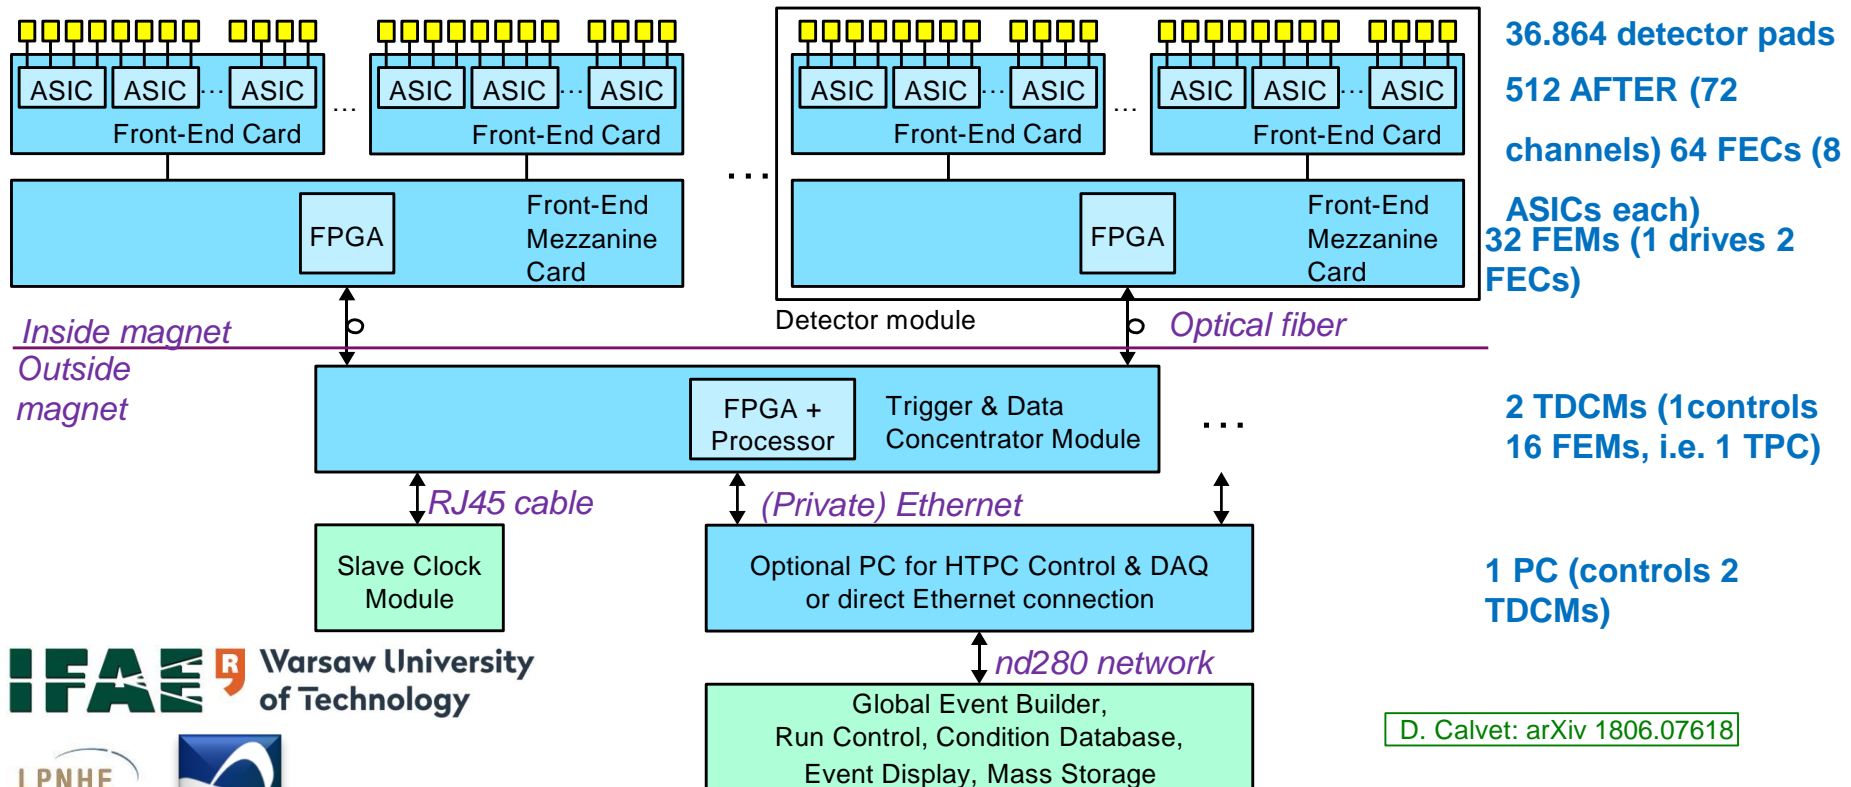 36.864 detector pads
512 AFTER (72
channels) 64 FECs (8
ASICs each)
32 FEMs (1 drives 2
FECs)
ASIC ASIC ... ASIC ... ASIC ASIC ... ASIC
ASIC ASIC ... ASIC ... ASIC ASIC ... ASIC
Front-End Card
Front-End Card
Front-End Card
Front-End Card
...
FPGA
Front-End
Mezzanine
Card
FPGA
Front-End
Mezzanine
Card
Detector module
Inside magnet
Optical fiber
Outside
magnet
FPGA +
Processor
Trigger & Data
Concentrator Module
...
2 TDCMs (1controls
16 FEMs, i.e. 1 TPC)
RJ45 cable
(Private) Ethernet
Slave Clock
Module
Optional PC for HTPC Control & DAQ
or direct Ethernet connection
1 PC (controls 2
TDCMs)
nd280 network
Global Event Builder,
Run Control, Condition Database,
Event Display, Mass Storage
D. Calvet: arXiv 1806.07618
IFAE
R
Warsaw University
of Technology
LPNHE